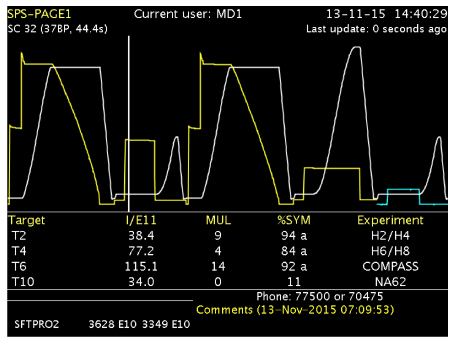 SPS-PAGE1 Current user: MD1 13-11-15 14:40:29
SC 32 (37BP, 44.4s) Last update: 0 seconds ago
Target I/E11 MUL %SYM Experiment
T2 38.4 9 94 a H2/H4
T4 77.2 4 84 a H6/H8
T6 115.1 14 92 a COMPASS
T10 34.0 0 11 NA62
Phone: 77500 or 70475
Comments (13-Nov-2015 07:09:53)
SFTPRO2 3628 E10 3349 E10